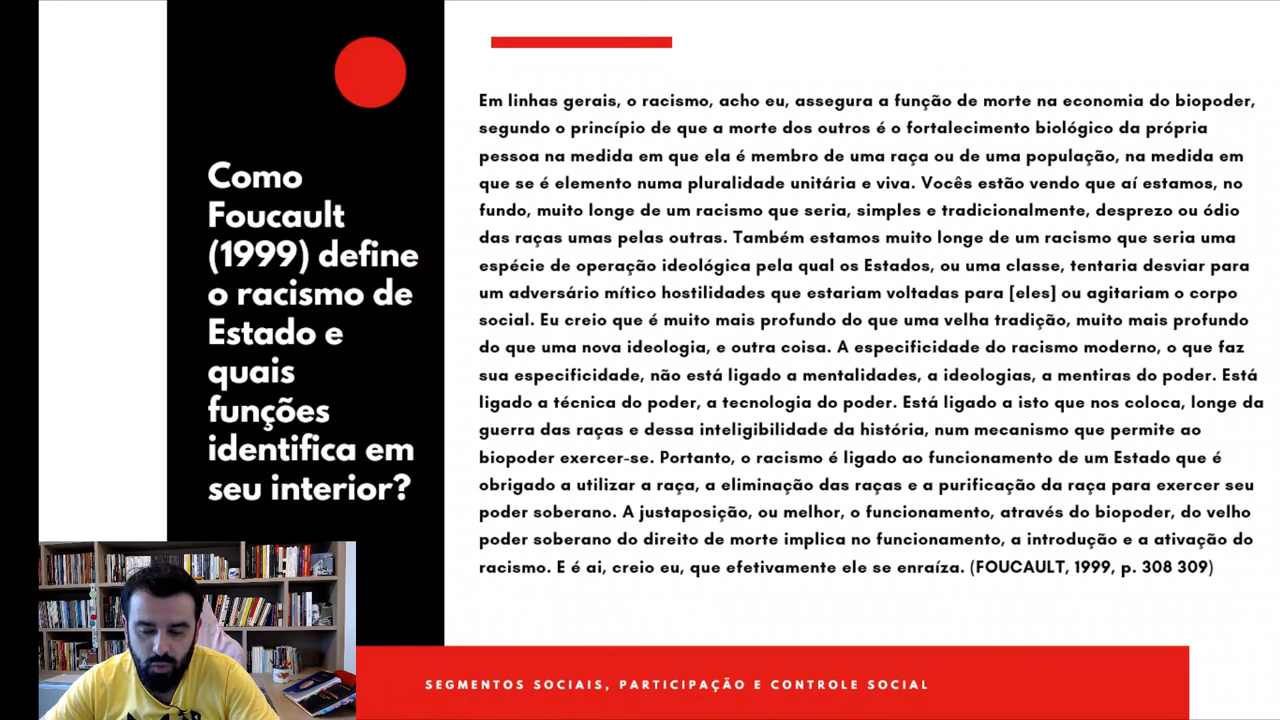 Como
Foucault
(1999) define
o racismo de
Estado e
quais
funções
identifica em
seu interior?
Em linhas gerais, o racismo, acho eu, assegura a função de morte na economia do biopoder,
segundo o princípio de que a morte dos outros é o fortalecimento biológico da própria
pessoa na medida em que ela é membro de uma raça ou de uma população, na medida em
que se é elemento numa pluralidade unitária e viva. Vocês estão vendo que aí estamos, no
fundo, muito longe de um racismo que seria, simples e tradicionalmente, desprezo ou ódio
das raças umas pelas outras. Também estamos muito longe de um racismo que seria uma
espécie de operação ideológica pela qual os Estados, ou uma classe, tentaria desviar para
um adversário mítico hostilidades que estariam voltadas para [eles] ou agitariam o corpo
social. Eu creio que é muito mais profundo do que uma velha tradição, muito mais profundo
do que uma nova ideologia, e outra coisa. A especificidade do racismo moderno, o que faz
sua especificidade, não está ligado a mentalidades, a ideologias, a mentiras do poder. Está
ligado a técnica do poder, a tecnologia do poder. Está ligado a isto que nos coloca, longe da
guerra das raças e dessa inteligibilidade da história, num mecanismo que permite ao
biopoder exercer-se. Portanto, o racismo é ligado ao funcionamento de um Estado que é
obrigado a utilizar a raça, a eliminação das raças e a purificação da raça para exercer seu
poder soberano. A justaposição, ou melhor, o funcionamento, através do biopoder, do velho
poder soberano do direito de morte implica no funcionamento, a introdução e a ativação do
racismo. E é ai, creio eu, que efetivamente ele se enraíza. (FOUCAULT, 1999, p. 308 309)
SEGMENTOS SOCIAIS, PARTICIPAÇÃO E CONTROLE SOCIAL